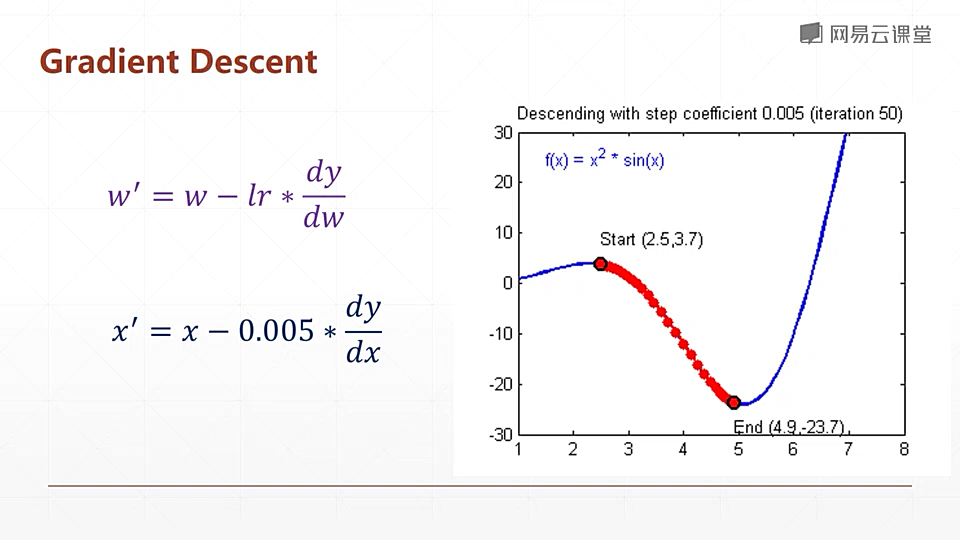 网易云课堂
Gradient Descent
w′ = w − lr ∗ dy/dw
x′ = x − 0.005 ∗ dy/dx
Descending with step coefficient 0.005 (iteration 50)
f(x) = x² * sin(x)
Start (2.5,3.7)
End (4.9,-23.7)
30
20
10
0
-10
-20
-30
1 2 3 4 5 6 7 8